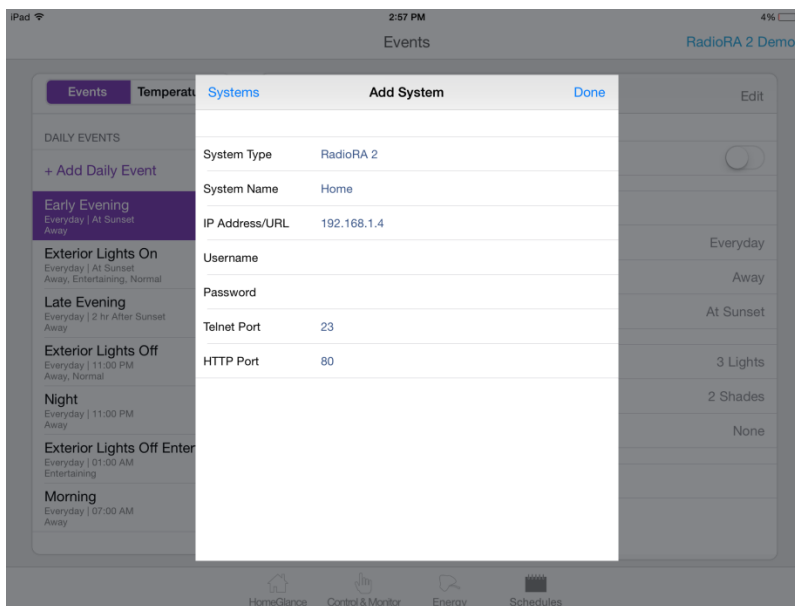 iPad 2:57 PM 4%
Events RadioRA 2 Demo
Events Temperatu
Systems Add System Done
Edit
DAILY EVENTS
+ Add Daily Event
Early Evening
Everyday | At Sunset
Away
Exterior Lights On
Everyday | At Sunset
Away, Entertaining, Normal
Late Evening
Everyday | 2 hr After Sunset
Away
Exterior Lights Off
Everyday | 11:00 PM
Away, Normal
Night
Everyday | 11:00 PM
Away
Exterior Lights Off Enter
Everyday | 01:00 AM
Entertaining
Morning
Everyday | 07:00 AM
Away
System Type RadioRA 2
System Name Home
IP Address/URL 192.168.1.4
Username
Password
Telnet Port 23
HTTP Port 80
Everyday
Away
At Sunset
3 Lights
2 Shades
None
HomeGlance Control & Monitor Energy Schedules